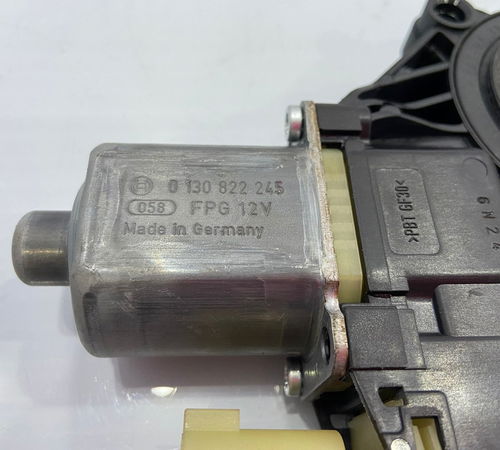 0 130 822 245
058 FPG 12V
Made in Germany
>PBT GF30<